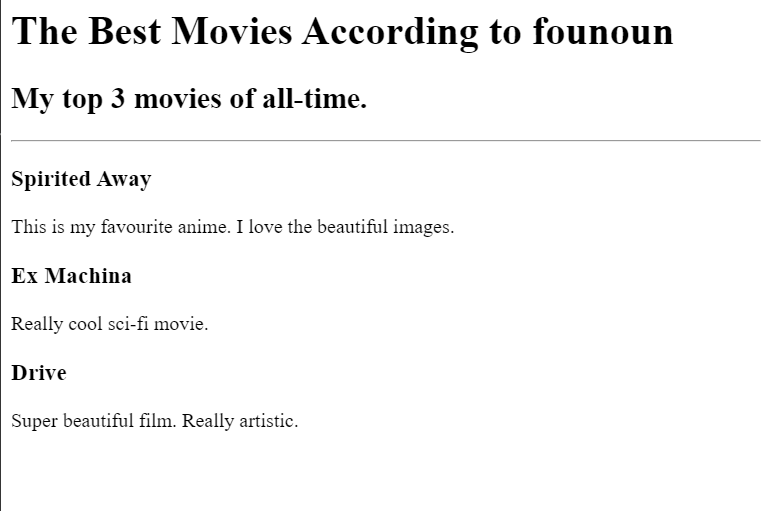 The Best Movies According to founoun
My top 3 movies of all-time.
Spirited Away
This is my favourite anime. I love the beautiful images.
Ex Machina
Really cool sci-fi movie.
Drive
Super beautiful film. Really artistic.